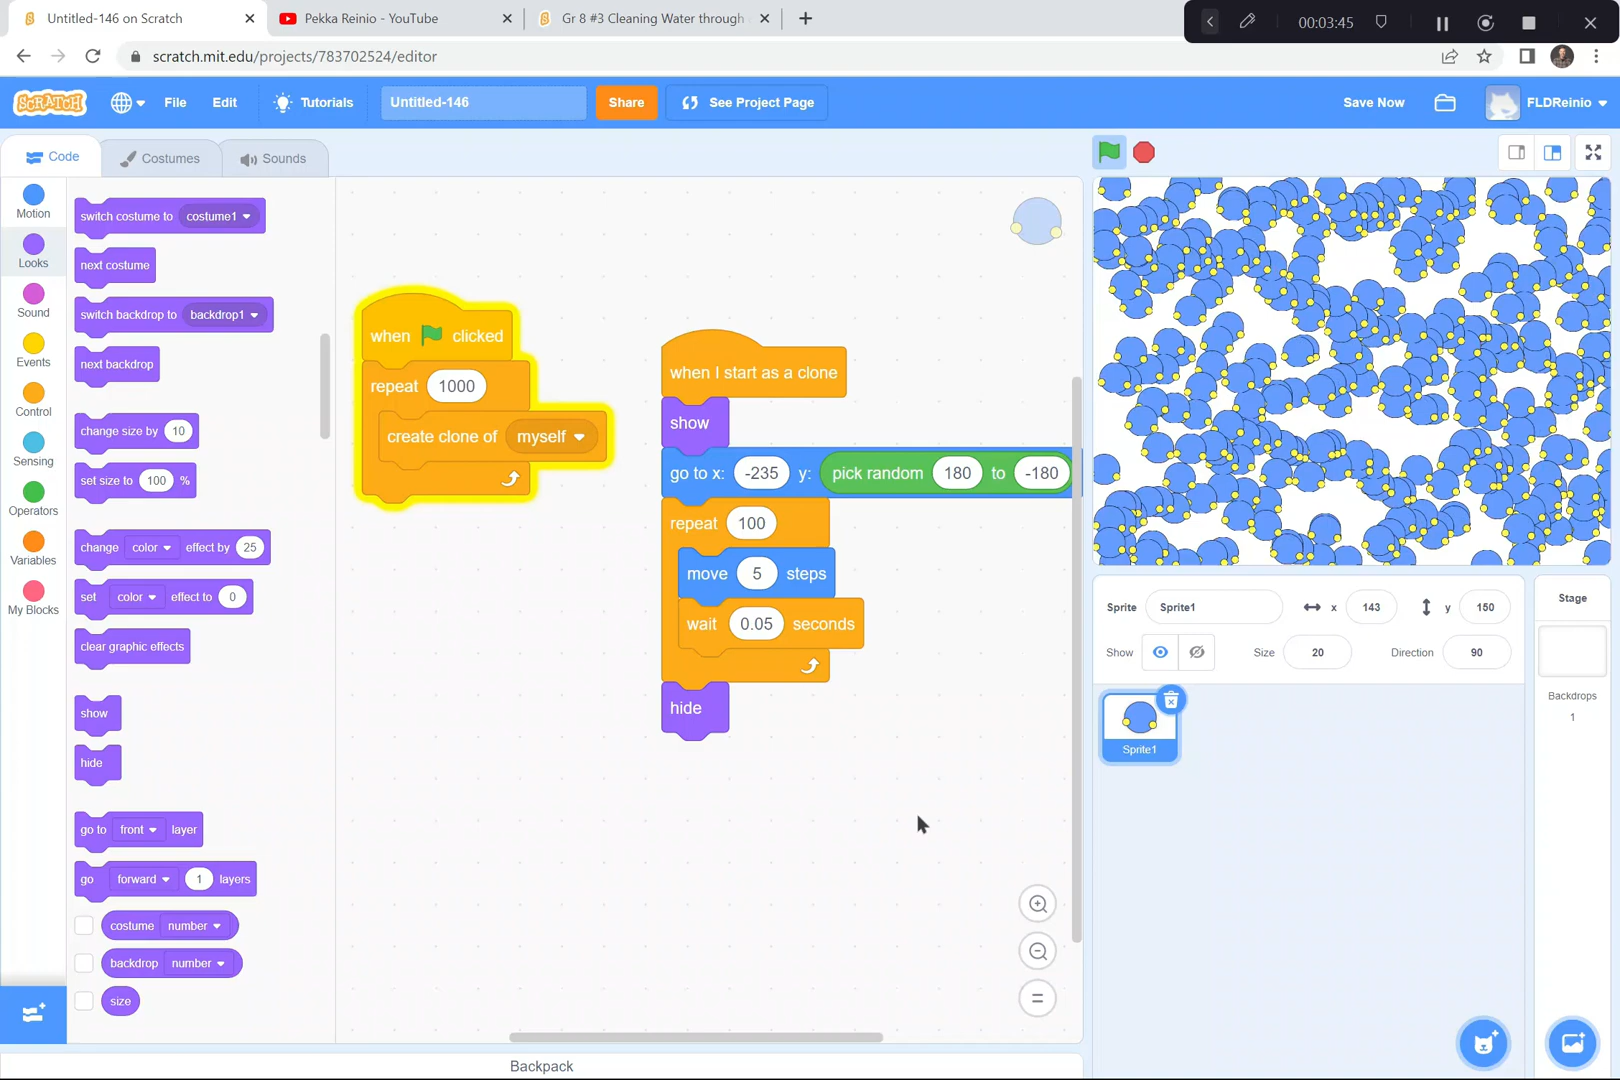 Untitled-146 on Scratch
Pekka Reinio - YouTube
Gr 8 #3 Cleaning Water through
00:03:45
scratch.mit.edu/projects/783702524/editor
SCRATCH
File
Edit
Tutorials
Untitled-146
Share
See Project Page
Save Now
FLDReinio
Code
Costumes
Sounds
Motion
Looks
Sound
Events
Control
Sensing
Operators
Variables
My Blocks
switch costume to costume1
next costume
switch backdrop to backdrop1
next backdrop
change size by 10
set size to 100 %
change color effect by 25
set color effect to 0
clear graphic effects
show
hide
go to front layer
go forward 1 layers
costume number
backdrop number
size
when clicked
repeat 1000
create clone of myself
when I start as a clone
show
go to x: -235 y: pick random 180 to -180
repeat 100
move 5 steps
wait 0.05 seconds
hide
Sprite Sprite1 x 143 y 150
Show Size 20 Direction 90
Sprite1
Stage
Backdrops
1
Backpack